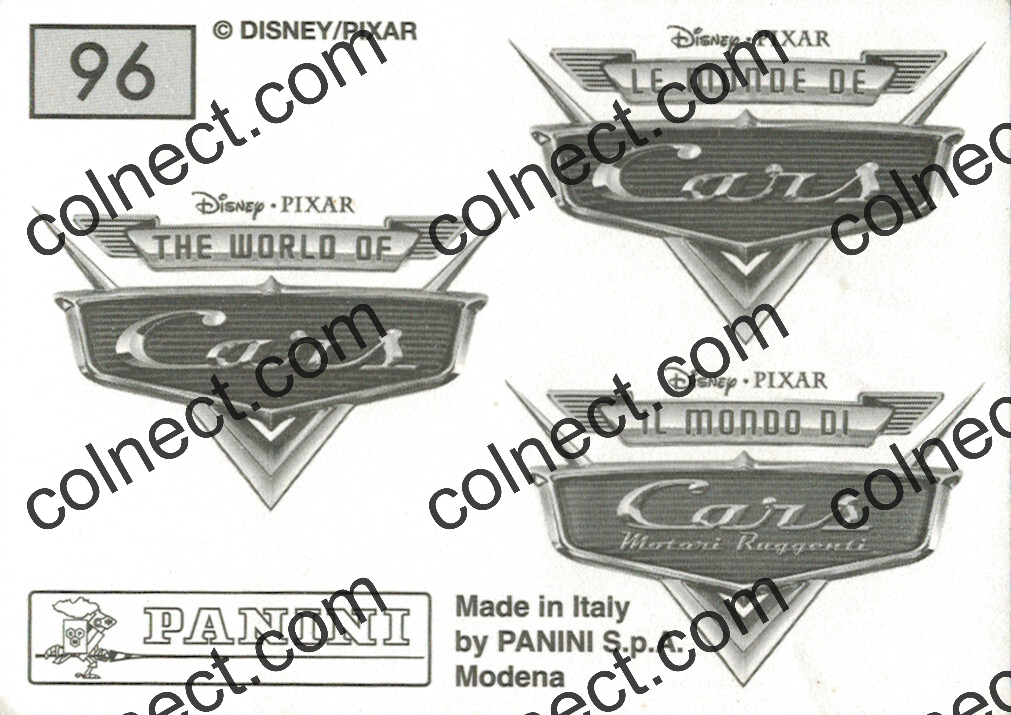 96
© DISNEY/PIXAR
DISNEY · PIXAR
THE WORLD OF
Cars
DISNEY · PIXAR
LE MONDE DE
Cars
DISNEY · PIXAR
IL MONDO DI
Cars
Motori Ruggenti
PANINI
Made in Italy
by PANINI S.p.A.
Modena
colnect.com
colnect.com
colnect.com
colnect.com
colnect.com
colnect.com
colnect.com
colnect.com
colnect.com